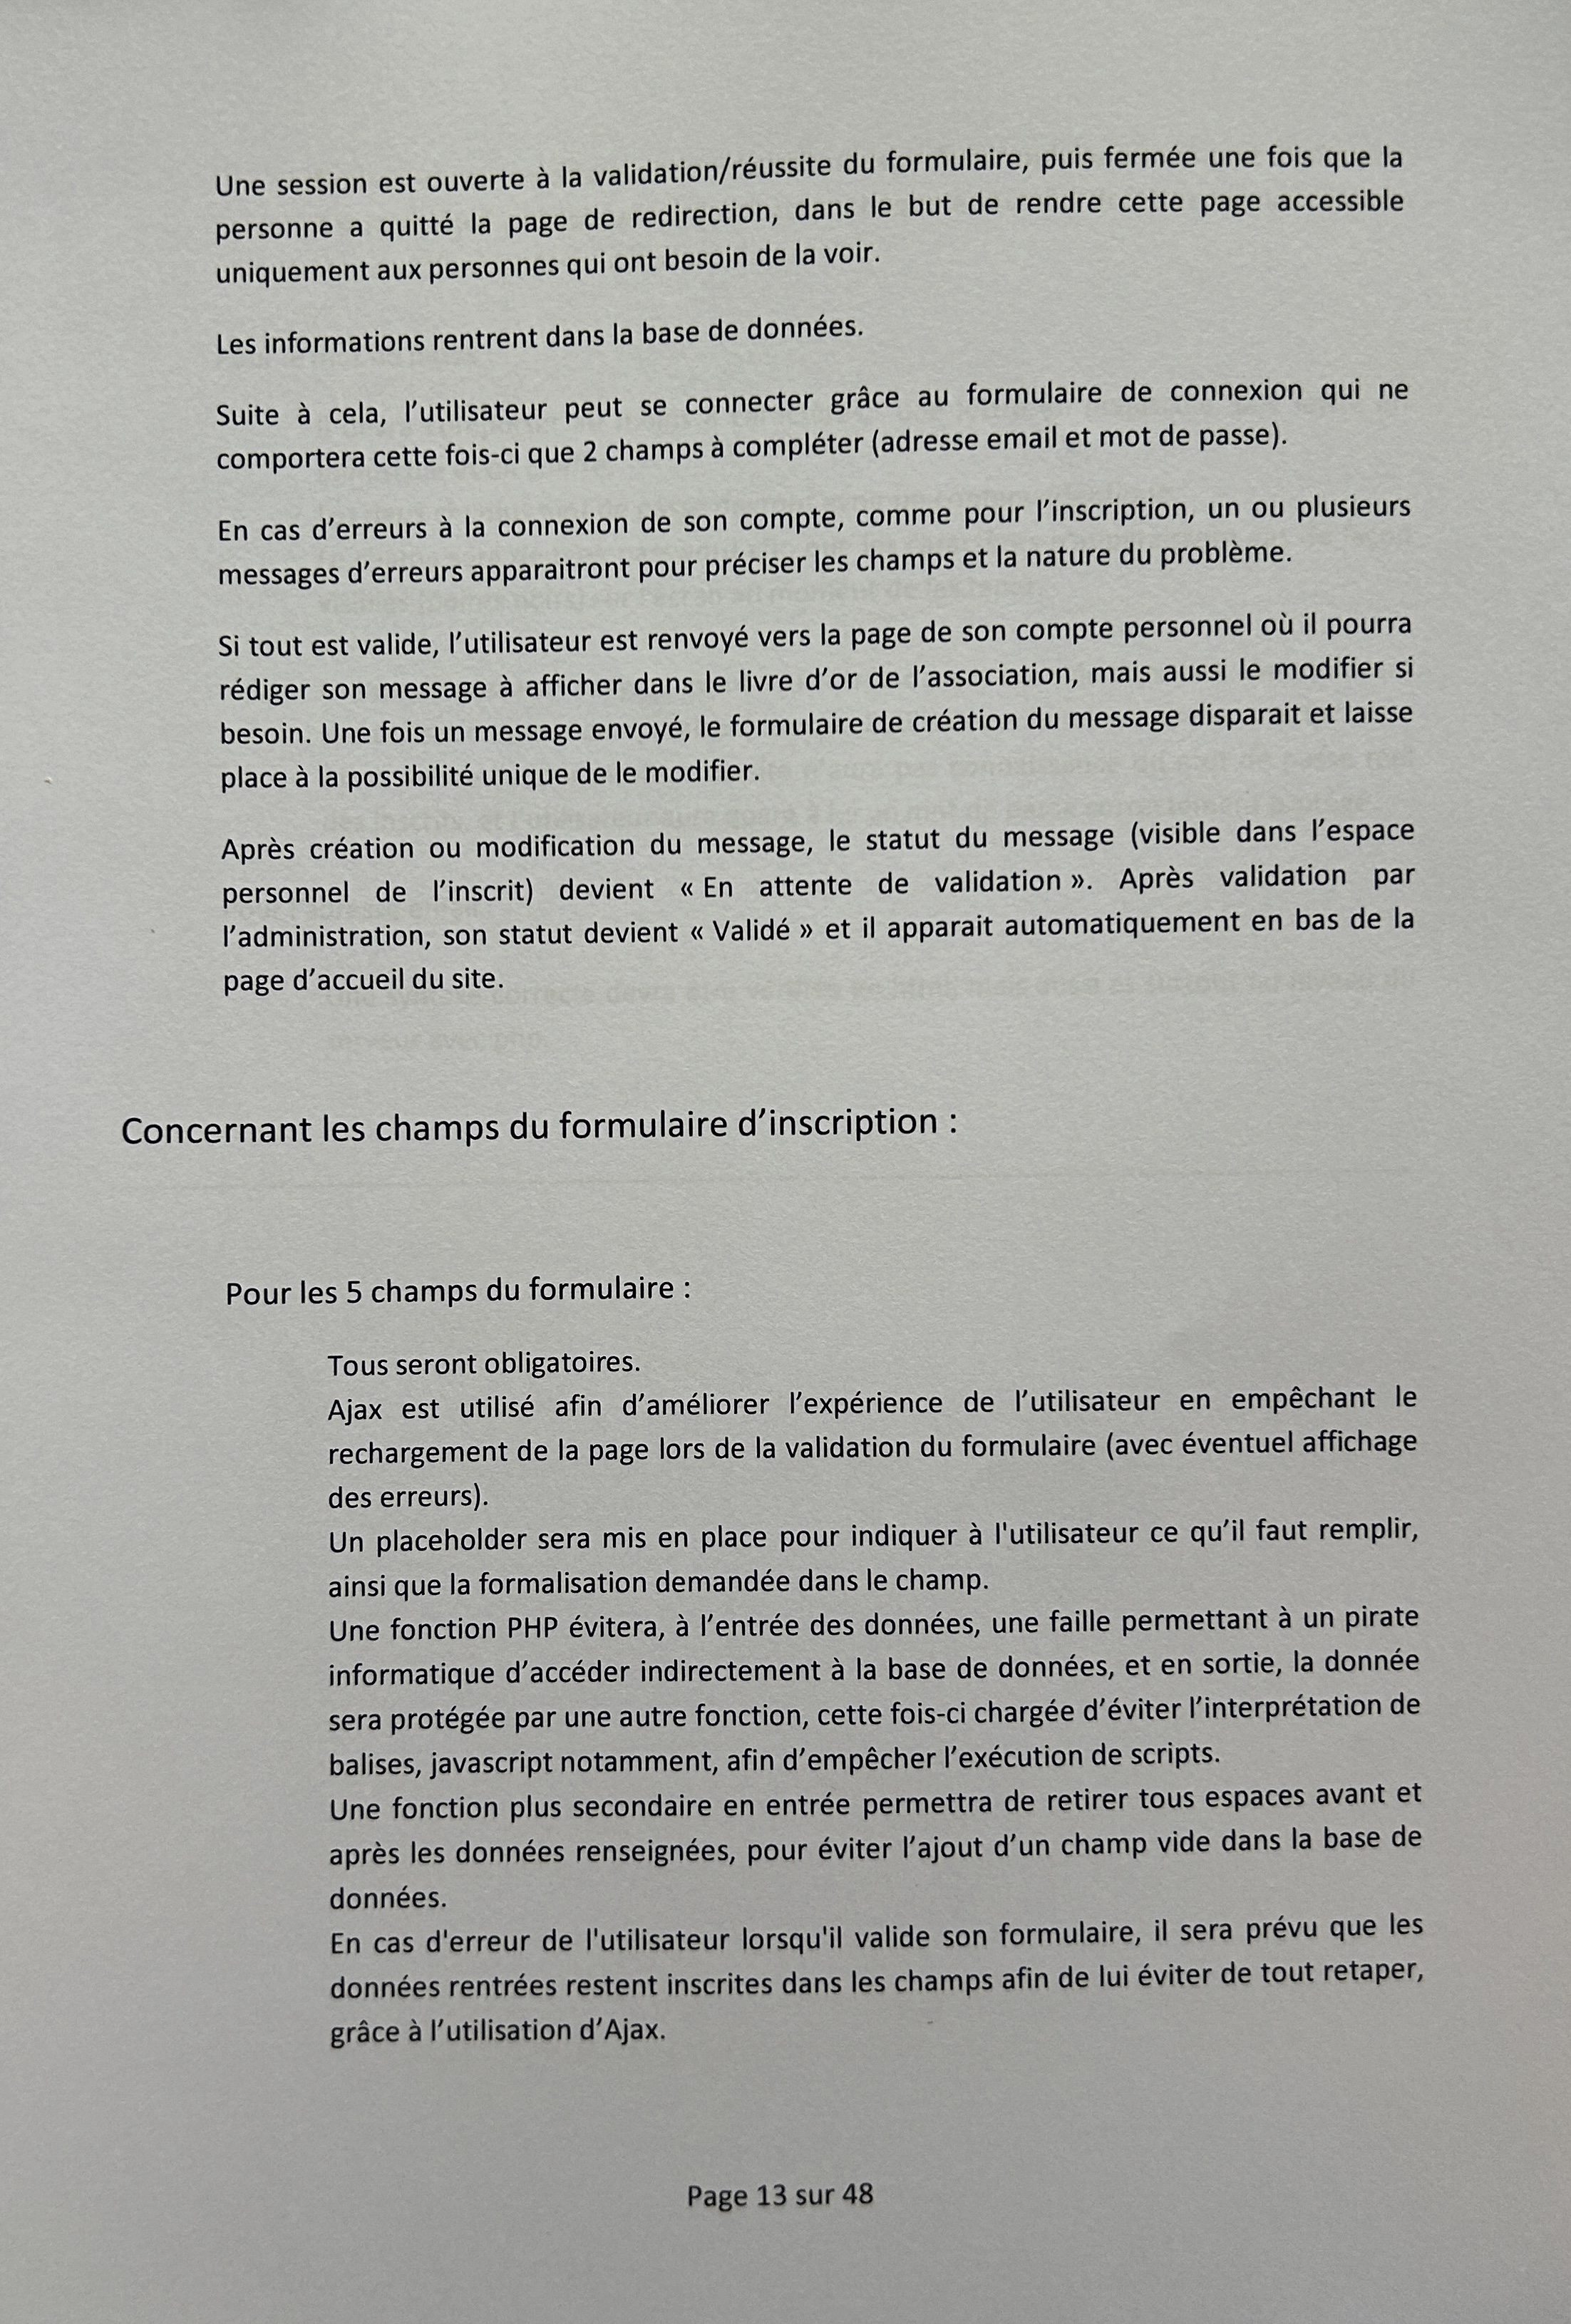 Une session est ouverte à la validation/réussite du formulaire, puis fermée une fois que la
personne a quitté la page de redirection, dans le but de rendre cette page accessible
uniquement aux personnes qui ont besoin de la voir.
Les informations rentrent dans la base de données.
Suite à cela, l’utilisateur peut se connecter grâce au formulaire de connexion qui ne
comportera cette fois-ci que 2 champs à compléter (adresse email et mot de passe).
En cas d’erreurs à la connexion de son compte, comme pour l’inscription, un ou plusieurs
messages d’erreurs apparaitront pour préciser les champs et la nature du problème.
Si tout est valide, l’utilisateur est renvoyé vers la page de son compte personnel où il pourra
rédiger son message à afficher dans le livre d’or de l’association, mais aussi le modifier si
besoin. Une fois un message envoyé, le formulaire de création du message disparait et laisse
place à la possibilité unique de le modifier.
Après création ou modification du message, le statut du message (visible dans l’espace
personnel de l’inscrit) devient « En attente de validation ». Après validation par
l’administration, son statut devient « Validé » et il apparait automatiquement en bas de la
page d’accueil du site.
Concernant les champs du formulaire d’inscription :
Pour les 5 champs du formulaire :
Tous seront obligatoires.
Ajax est utilisé afin d’améliorer l’expérience de l’utilisateur en empêchant le
rechargement de la page lors de la validation du formulaire (avec éventuel affichage
des erreurs).
Un placeholder sera mis en place pour indiquer à l'utilisateur ce qu’il faut remplir,
ainsi que la formalisation demandée dans le champ.
Une fonction PHP évitera, à l’entrée des données, une faille permettant à un pirate
informatique d’accéder indirectement à la base de données, et en sortie, la donnée
sera protégée par une autre fonction, cette fois-ci chargée d’éviter l’interprétation de
balises, javascript notamment, afin d’empêcher l’exécution de scripts.
Une fonction plus secondaire en entrée permettra de retirer tous espaces avant et
après les données renseignées, pour éviter l’ajout d’un champ vide dans la base de
données.
En cas d'erreur de l'utilisateur lorsqu'il valide son formulaire, il sera prévu que les
données rentrées restent inscrites dans les champs afin de lui éviter de tout retaper,
grâce à l’utilisation d’Ajax.
Page 13 sur 48